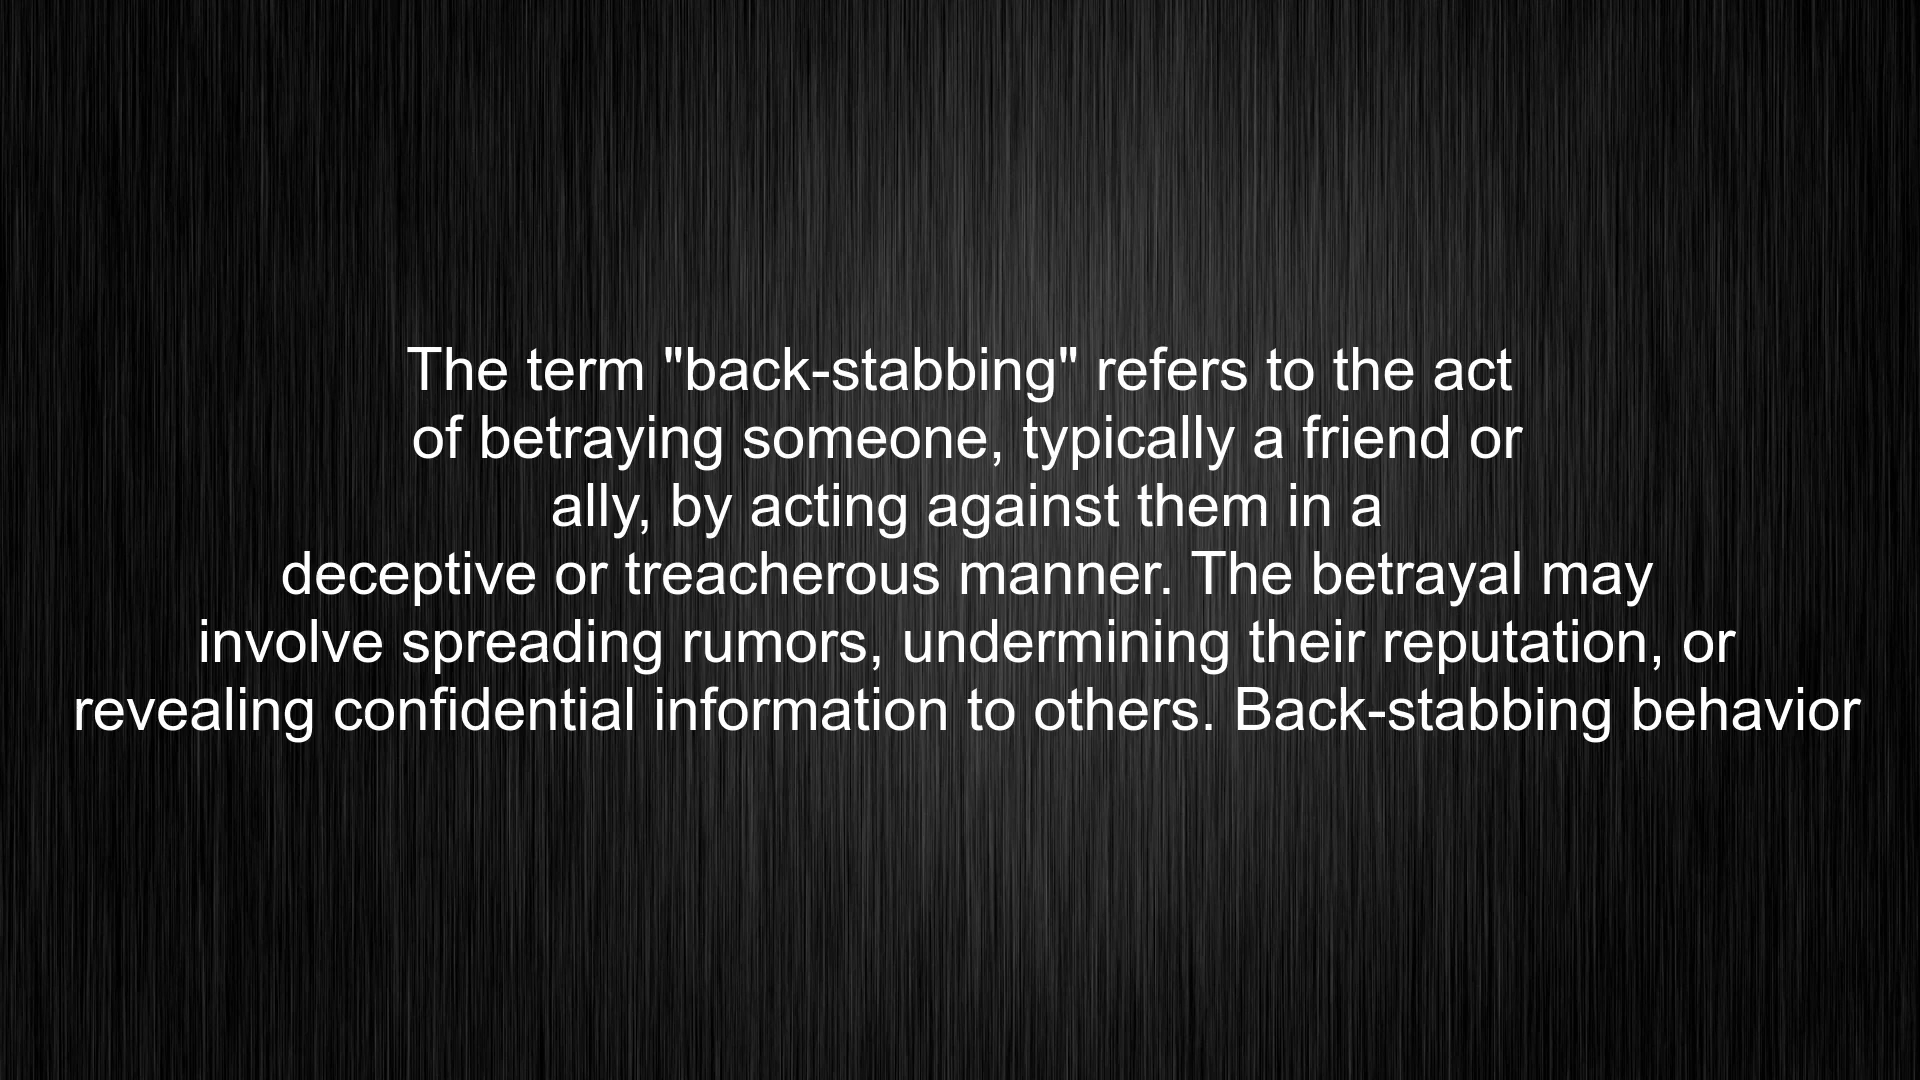 The term "back-stabbing" refers to the act
of betraying someone, typically a friend or
ally, by acting against them in a
deceptive or treacherous manner. The betrayal may
involve spreading rumors, undermining their reputation, or
revealing confidential information to others. Back-stabbing behavior